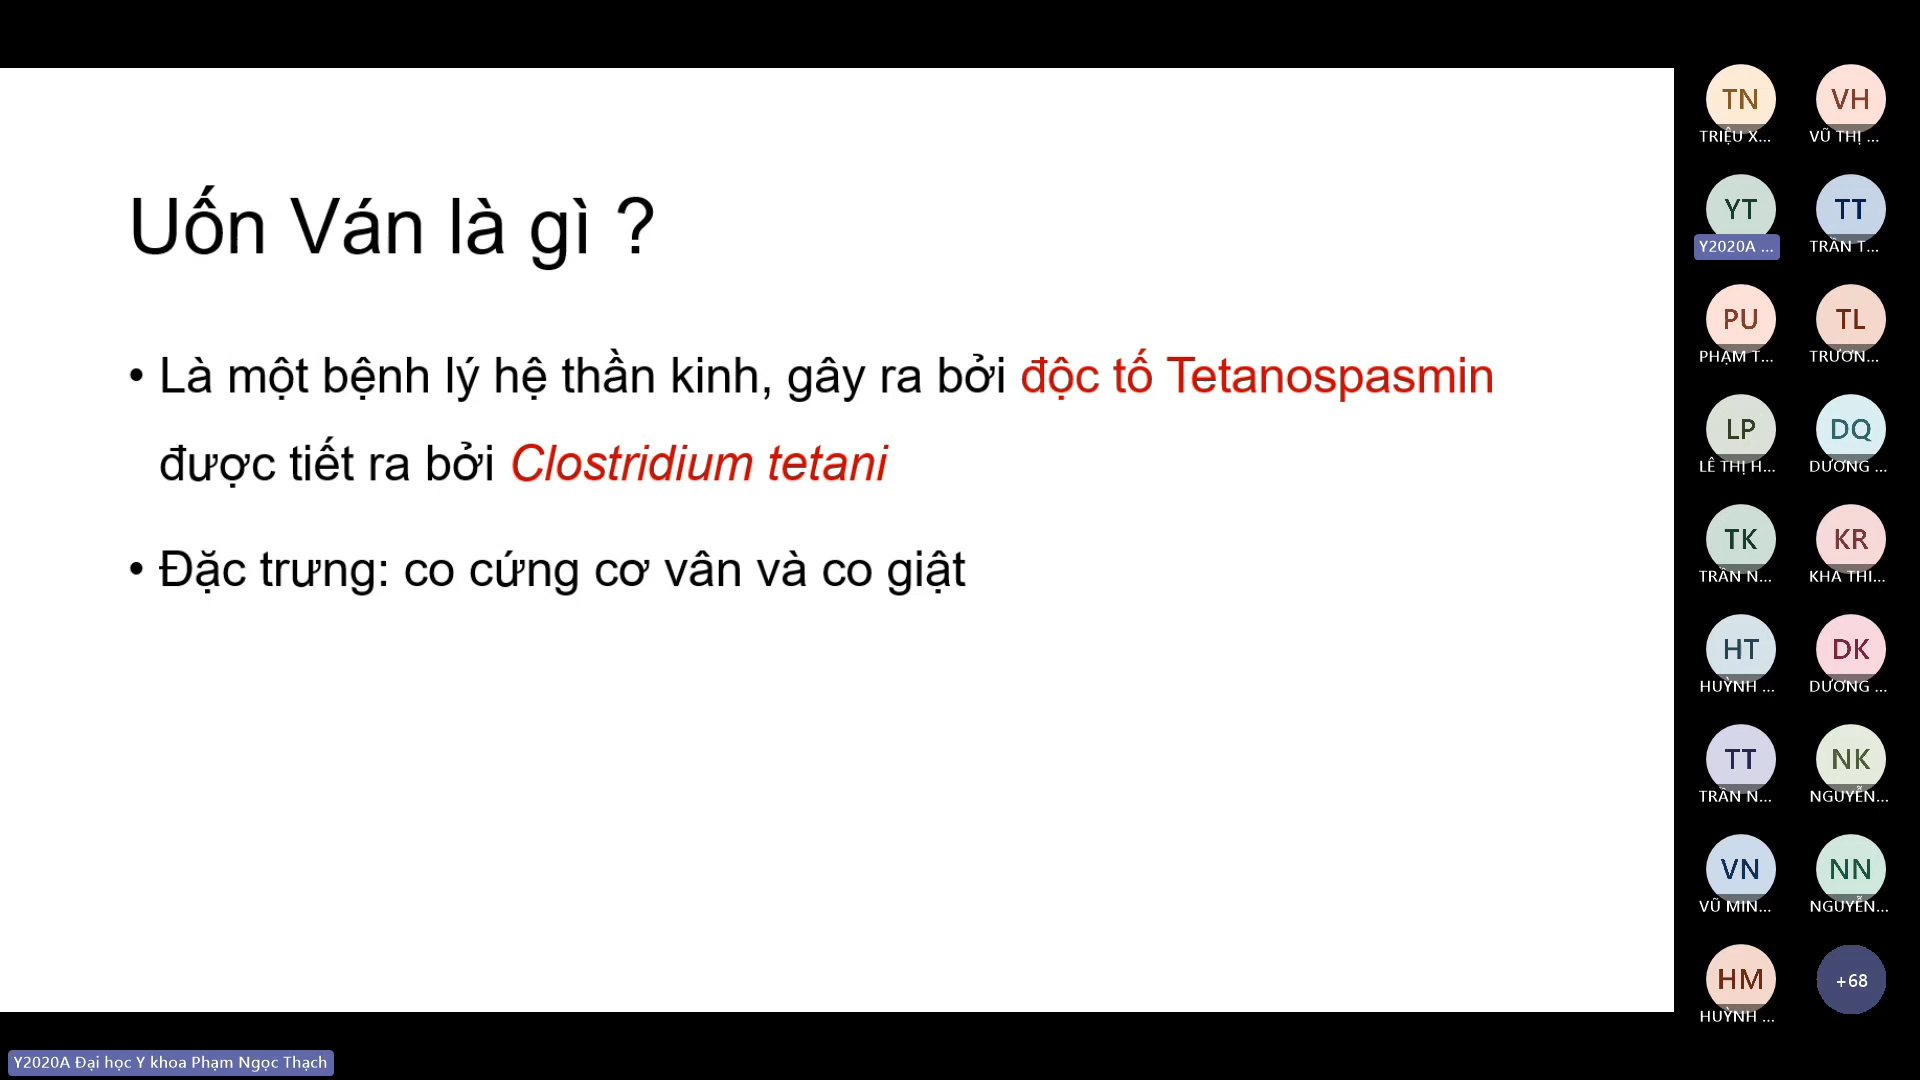 Uốn Ván là gì ?
• Là một bệnh lý hệ thần kinh, gây ra bởi độc tố Tetanospasmin
được tiết ra bởi Clostridium tetani
• Đặc trưng: co cứng cơ vân và co giật
TN VH
TRIỆU X... VŨ THỊ ...
YT TT
Y2020A ... TRẦN T...
PU TL
PHẠM T... TRƯƠN...
LP DQ
LÊ THỊ H... DƯƠNG ...
TK KR
TRẦN N... KHA THI...
HT DK
HUỲNH ... DƯƠNG ...
TT NK
TRẦN N... NGUYỄN...
VN NN
VŨ MIN... NGUYỄN...
HM +68
HUỲNH ...
Y2020A Đại học Y khoa Phạm Ngọc Thạch